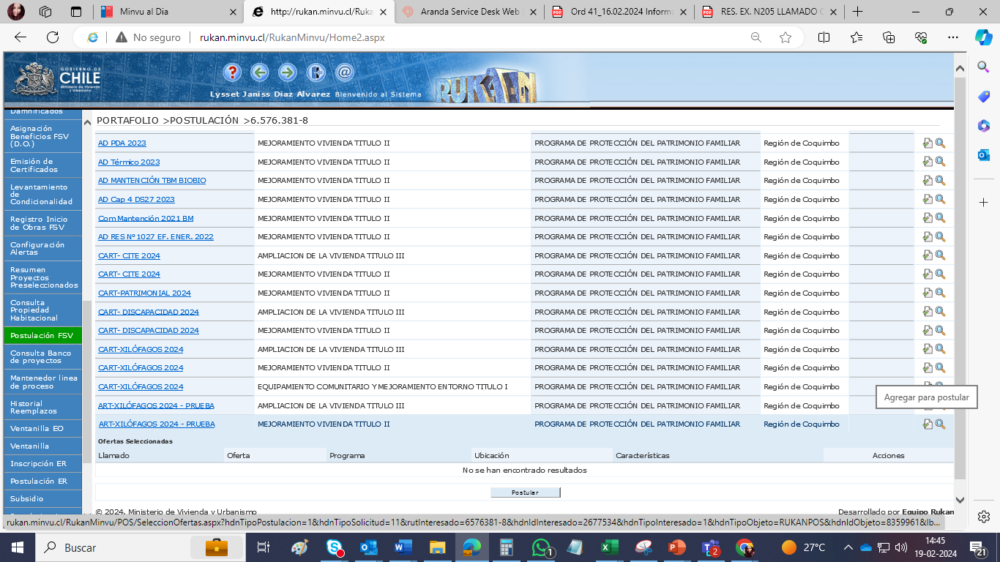 Minvu al Dia
http://rukan.minvu.cl/Ruka
Aranda Service Desk Web
Ord 41_16.02.2024 Informa
RES. EX. N205 LLAMADO
No seguro
rukan.minvu.cl/RukanMinvu/Home2.aspx
GOBIERNO DE
CHILE
Ministerio de Vivienda
y Urbanismo
Lysset Janiss Diaz Alvarez Bienvenido al Sistema
RUKAN
PORTAFOLIO >POSTULACIÓN >6.576.381-8
Damnificados
Asignación
Beneficios FSV
(D.O.)
Emisión de
Certificados
Levantamiento
de
Condicionalidad
Registro Inicio
de Obras FSV
Configuración
Alertas
Resumen
Proyectos
Preseleccionados
Consulta
Propiedad
Habitacional
Postulación FSV
Consulta Banco
de proyectos
Mantenedor linea
de proceso
Historial
Reemplazos
Ventanilla EO
Ventanilla
Inscripción ER
Postulación ER
Subsidio
AD PDA 2023 MEJORAMIENTO VIVIENDA TITULO II PROGRAMA DE PROTECCIÓN DEL PATRIMONIO FAMILIAR Región de Coquimbo
AD Térmico 2023 MEJORAMIENTO VIVIENDA TITULO II PROGRAMA DE PROTECCIÓN DEL PATRIMONIO FAMILIAR Región de Coquimbo
AD MANTENCIÓN TBM BIOBIO MEJORAMIENTO VIVIENDA TITULO II PROGRAMA DE PROTECCIÓN DEL PATRIMONIO FAMILIAR Región de Coquimbo
AD Cap 4 DS27 2023 MEJORAMIENTO VIVIENDA TITULO II PROGRAMA DE PROTECCIÓN DEL PATRIMONIO FAMILIAR Región de Coquimbo
Com Mantención 2021 BM MEJORAMIENTO VIVIENDA TITULO II PROGRAMA DE PROTECCIÓN DEL PATRIMONIO FAMILIAR Región de Coquimbo
AD RES Nº1027 EF. ENER. 2022 MEJORAMIENTO VIVIENDA TITULO II PROGRAMA DE PROTECCIÓN DEL PATRIMONIO FAMILIAR Región de Coquimbo
CART- CITE 2024 AMPLIACION DE LA VIVIENDA TITULO III PROGRAMA DE PROTECCIÓN DEL PATRIMONIO FAMILIAR Región de Coquimbo
CART- CITE 2024 MEJORAMIENTO VIVIENDA TITULO II PROGRAMA DE PROTECCIÓN DEL PATRIMONIO FAMILIAR Región de Coquimbo
CART-PATRIMONIAL 2024 MEJORAMIENTO VIVIENDA TITULO II PROGRAMA DE PROTECCIÓN DEL PATRIMONIO FAMILIAR Región de Coquimbo
CART- DISCAPACIDAD 2024 AMPLIACION DE LA VIVIENDA TITULO III PROGRAMA DE PROTECCIÓN DEL PATRIMONIO FAMILIAR Región de Coquimbo
CART- DISCAPACIDAD 2024 MEJORAMIENTO VIVIENDA TITULO II PROGRAMA DE PROTECCIÓN DEL PATRIMONIO FAMILIAR Región de Coquimbo
CART-XILÓFAGOS 2024 AMPLIACION DE LA VIVIENDA TITULO III PROGRAMA DE PROTECCIÓN DEL PATRIMONIO FAMILIAR Región de Coquimbo
CART-XILÓFAGOS 2024 MEJORAMIENTO VIVIENDA TITULO II PROGRAMA DE PROTECCIÓN DEL PATRIMONIO FAMILIAR Región de Coquimbo
CART-XILÓFAGOS 2024 EQUIPAMIENTO COMUNITARIO Y MEJORAMIENTO ENTORNO TITULO I PROGRAMA DE PROTECCIÓN DEL PATRIMONIO FAMILIAR Región de Coquimbo
ART-XILÓFAGOS 2024 - PRUEBA AMPLIACION DE LA VIVIENDA TITULO III PROGRAMA DE PROTECCIÓN DEL PATRIMONIO FAMILIAR Región de Coquimbo
ART-XILÓFAGOS 2024 - PRUEBA MEJORAMIENTO VIVIENDA TITULO II PROGRAMA DE PROTECCIÓN DEL PATRIMONIO FAMILIAR Región de Coquimbo
Agregar para postular
Ofertas Seleccionadas
Llamado Oferta Programa Ubicación Características Acciones
No se han encontrado resultados
Postular
© 2024. Ministerio de Vivienda y Urbanismo Desarrollado por Equipo Rukan
rukan.minvu.cl/RukanMinvu/POS/SeleccionOfertas.aspx?hdnTipoPostulacion=1&hdnTipoSolicitud=11&rutInteresado=6576381-8&hdnIdInteresado=2677534&hdnTipoInteresado=1&hdnTipoObjeto=RUKANPOS&hdnIdObjeto=8359961&lb...
Buscar
1
2
27°C
14:45
19-02-2024
21